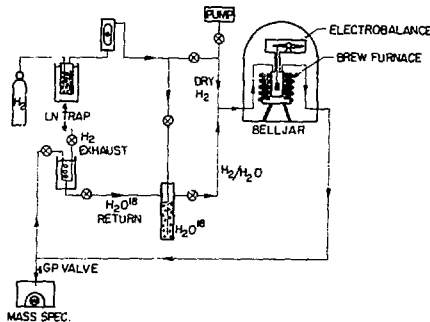 PUMP
ELECTROBALANCE
BREW FURNACE
H2
DRY
H2
LN TRAP
BELLJAR
H2
EXHAUST
H2/H2O
H2O18
RETURN
H2O18
GP VALVE
MASS SPEC.